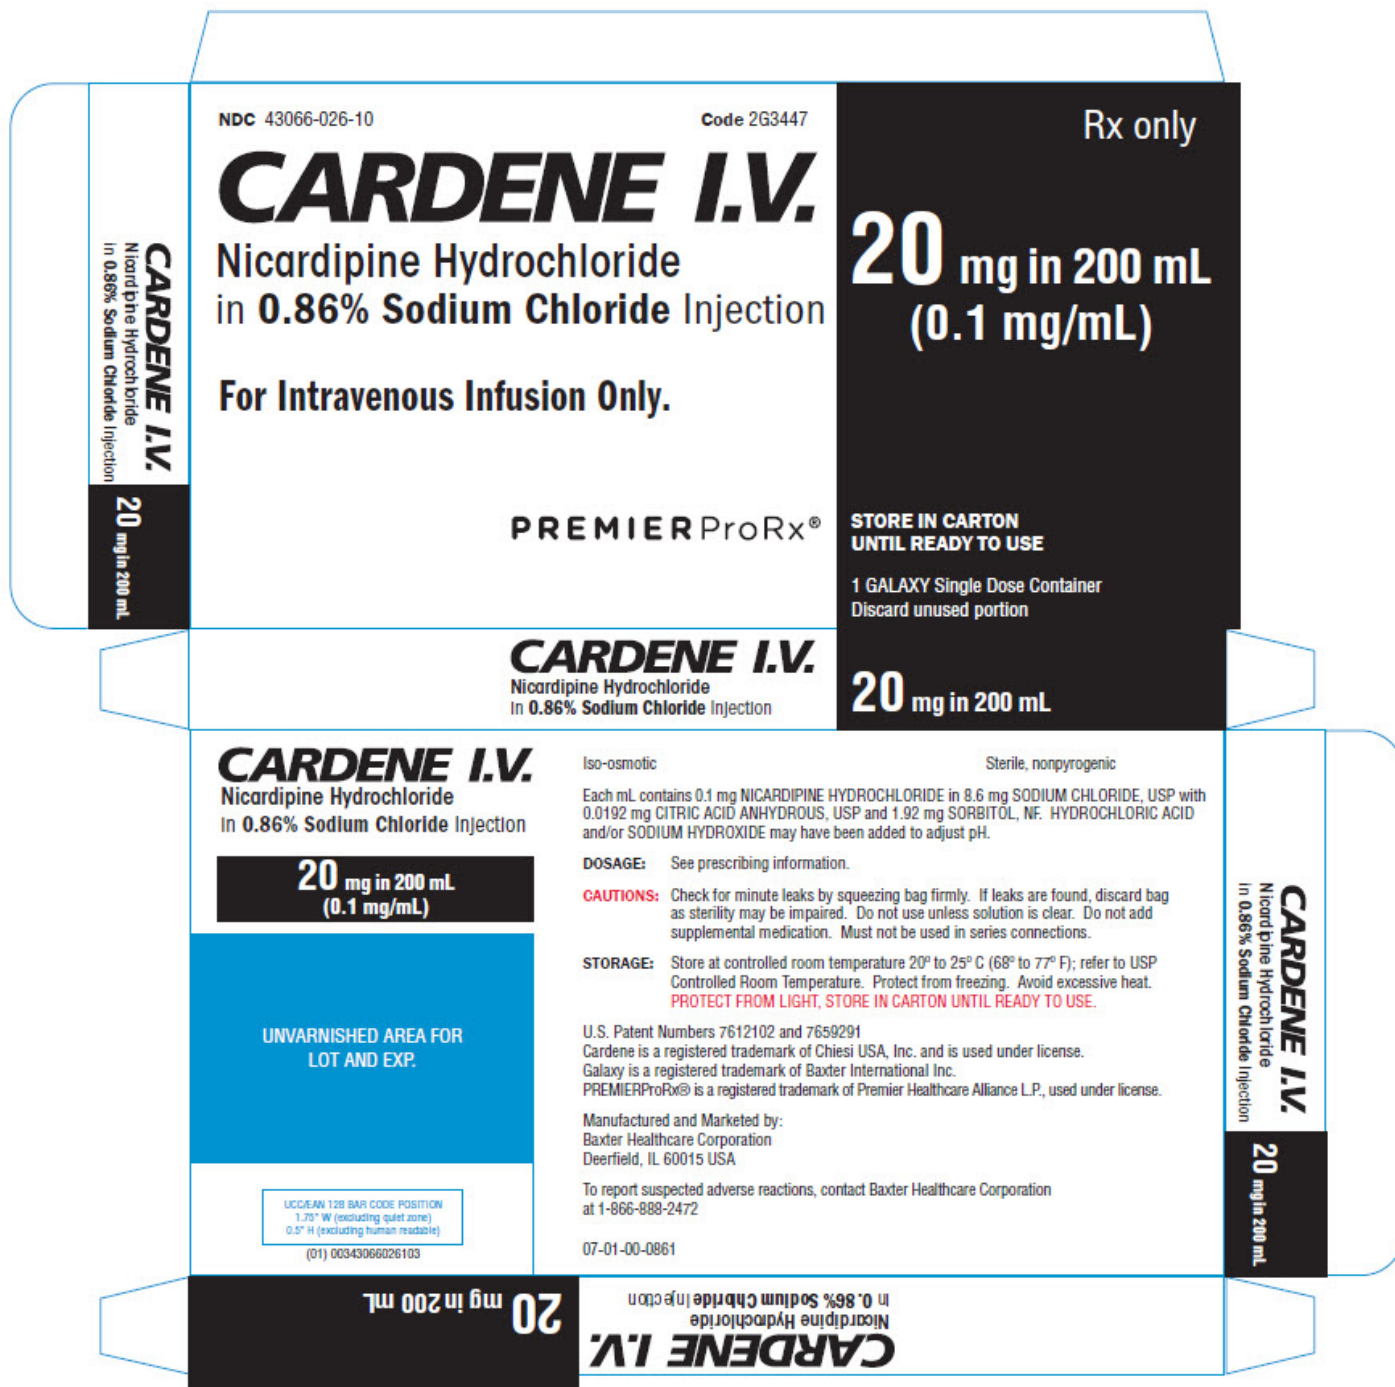 NDC 43066-026-10
Code 2G3447
CARDENE I.V.
Nicardipine Hydrochloride
in 0.86% Sodium Chloride Injection
For Intravenous Infusion Only.
PREMIERProRx®
Rx only
20 mg in 200 mL
(0.1 mg/mL)
STORE IN CARTON
UNTIL READY TO USE
1 GALAXY Single Dose Container
Discard unused portion
CARDENE I.V.
Nicardipine Hydrochloride
in 0.86% Sodium Chloride Injection
20 mg in 200 mL
CARDENE I.V.
Nicardipine Hydrochloride
in 0.86% Sodium Chloride Injection
20 mg in 200 mL
CARDENE I.V.
Nicardipine Hydrochloride
in 0.86% Sodium Chloride Injection
20 mg in 200 mL
(0.1 mg/mL)
UNVARNISHED AREA FOR
LOT AND EXP.
UCC/EAN 128 BAR CODE POSITION
1.75" W (excluding quiet zone)
0.5" H (excluding human readable)
(01) 00343066026103
Iso-osmotic
Sterile, nonpyrogenic
Each mL contains 0.1 mg NICARDIPINE HYDROCHLORIDE in 8.6 mg SODIUM CHLORIDE, USP with
0.0192 mg CITRIC ACID ANHYDROUS, USP and 1.92 mg SORBITOL, NF. HYDROCHLORIC ACID
and/or SODIUM HYDROXIDE may have been added to adjust pH.
DOSAGE: See prescribing information.
CAUTIONS: Check for minute leaks by squeezing bag firmly. If leaks are found, discard bag
as sterility may be impaired. Do not use unless solution is clear. Do not add
supplemental medication. Must not be used in series connections.
STORAGE: Store at controlled room temperature 20º to 25º C (68º to 77º F); refer to USP
Controlled Room Temperature. Protect from freezing. Avoid excessive heat.
PROTECT FROM LIGHT, STORE IN CARTON UNTIL READY TO USE.
U.S. Patent Numbers 7612102 and 7659291
Cardene is a registered trademark of Chiesi USA, Inc. and is used under license.
Galaxy is a registered trademark of Baxter International Inc.
PREMIERProRx® is a registered trademark of Premier Healthcare Alliance L.P., used under license.
Manufactured and Marketed by:
Baxter Healthcare Corporation
Deerfield, IL 60015 USA
To report suspected adverse reactions, contact Baxter Healthcare Corporation
at 1-866-888-2472
07-01-00-0861
CARDENE I.V.
Nicardipine Hydrochloride
in 0.86% Sodium Chloride Injection
20 mg in 200 mL
CARDENE I.V.
Nicardipine Hydrochloride
in 0.86% Sodium Chloride Injection
20 mg in 200 mL